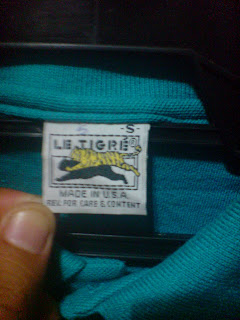 -S-
LE TIGRE®
MADE IN U.S.A.
REV. FOR CARE & CONTENT